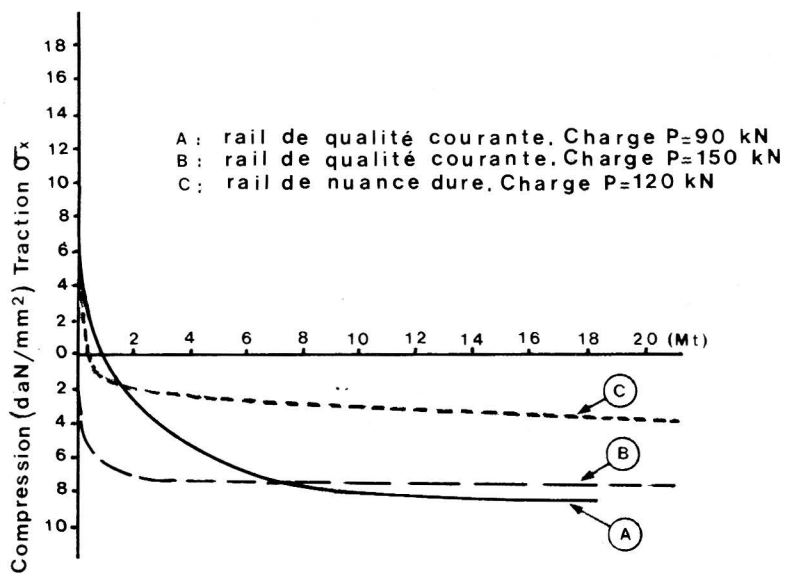 Compression (daN/mm²) Traction σx
18
16
14
12
10
8
6
4
2
0
2
4
6
8
10
A: rail de qualité courante, Charge P=90 kN
B: rail de qualité courante, Charge P=150 kN
C: rail de nuance dure, Charge P=120 kN
2 4 6 8 10 12 14 16 18 20 (Mt)
C
B
A